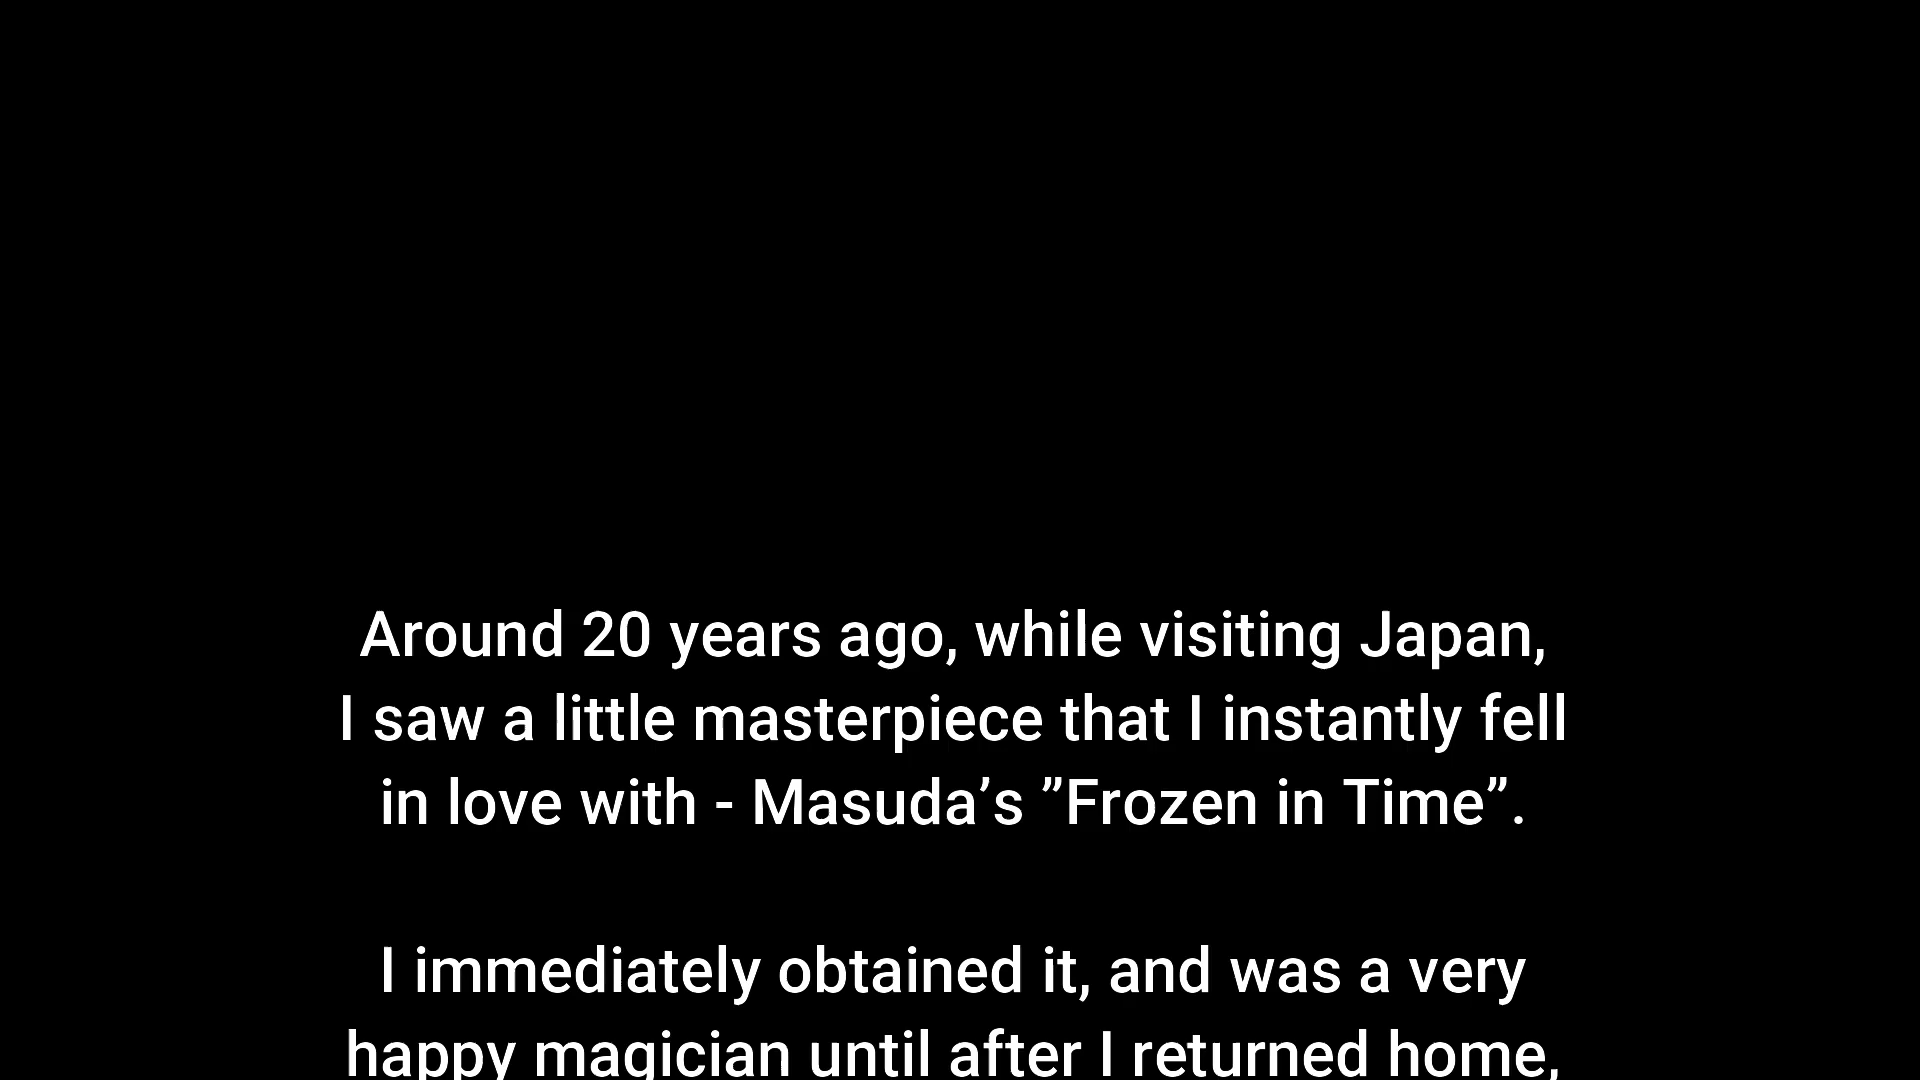 Around 20 years ago, while visiting Japan,
I saw a little masterpiece that I instantly fell
in love with - Masuda’s ”Frozen in Time”.
I immediately obtained it, and was a very
happy magician until after I returned home,